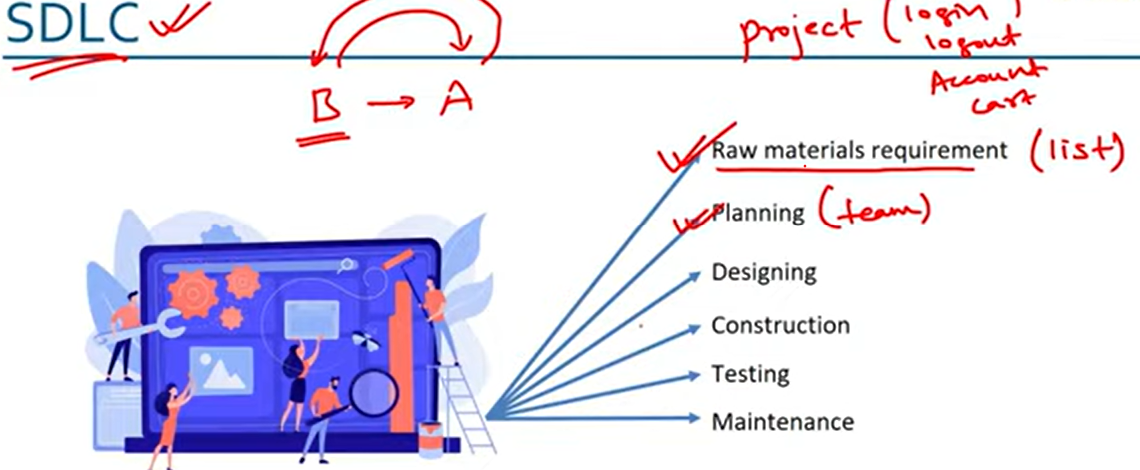 SDLC
project (login)
logout
Account
cart
B → A
Raw materials requirement (list)
Planning (team)
Designing
Construction
Testing
Maintenance